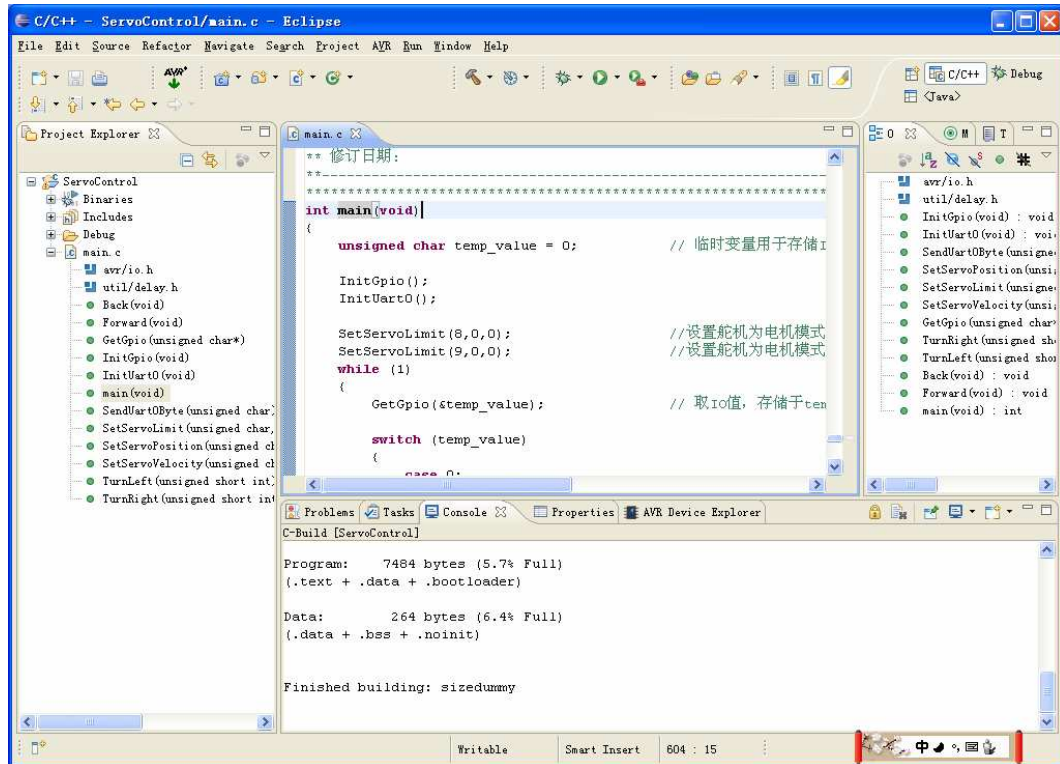 C/C++ - ServoControl/main.c - Eclipse
File Edit Source Refactor Navigate Search Project AVR Run Window Help
AVR
C/C++ Debug
<Java>
Project Explorer
ServoControl
Binaries
Includes
Debug
main.c
avr/io.h
util/delay.h
Back(void)
Forward(void)
GetGpio(unsigned char*)
InitGpio(void)
InitUart0(void)
main(void)
SendUart0Byte(unsigned char)
SetServoLimit(unsigned char,
SetServoPosition(unsigned ch
SetServoVelocity(unsigned ch
TurnLeft(unsigned short int)
TurnRight(unsigned short int
main.c
** 修订日期:
**----------------------------------------------------------------
****************************************************************
int main(void)
{
unsigned char temp_value = 0; // 临时变量用于存储I
InitGpio();
InitUart0();
SetServoLimit(8,0,0); //设置舵机为电机模式
SetServoLimit(9,0,0); //设置舵机为电机模式
while (1)
{
GetGpio(&temp_value); // 取IO值，存储于tem
switch (temp_value)
{
case 0:
O M T
avr/io.h
util/delay.h
InitGpio(void) : void
InitUart0(void) : voi
SendUart0Byte(unsigne
SetServoPosition(unsi
SetServoLimit(unsigne
SetServoVelocity(unsi
GetGpio(unsigned char*
TurnRight(unsigned sh
TurnLeft(unsigned shor
Back(void) : void
Forward(void) : void
main(void) : int
Problems Tasks Console Properties AVR Device Explorer
C-Build [ServoControl]
Program: 7484 bytes (5.7% Full)
(.text + .data + .bootloader)
Data: 264 bytes (6.4% Full)
(.data + .bss + .noinit)
Finished building: sizedummy
Writable Smart Insert 604 : 15
中